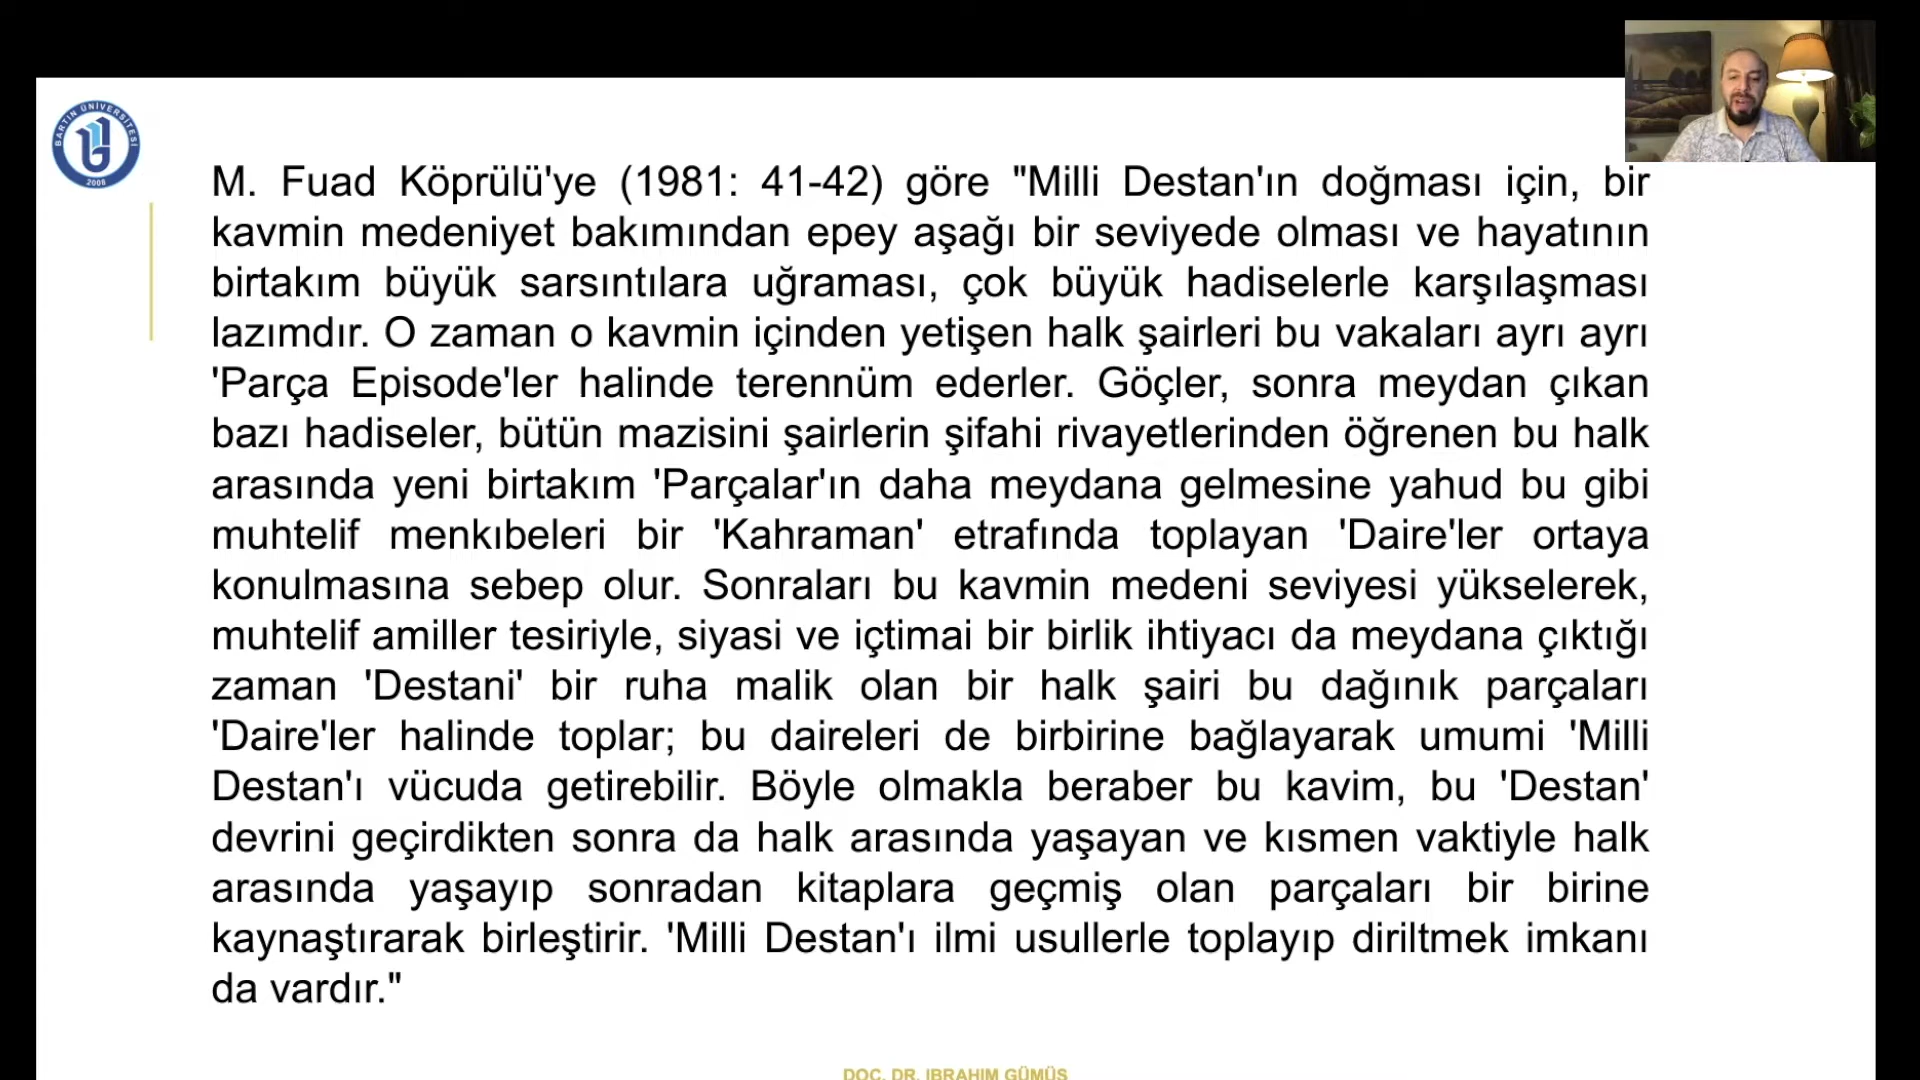 BARTIN ÜNİVERSİTESİ
2008
M. Fuad Köprülü'ye (1981: 41-42) göre "Milli Destan'ın doğması için, bir
kavmin medeniyet bakımından epey aşağı bir seviyede olması ve hayatının
birtakım büyük sarsıntılara uğraması, çok büyük hadiselerle karşılaşması
lazımdır. O zaman o kavmin içinden yetişen halk şairleri bu vakaları ayrı ayrı
'Parça Episode'ler halinde terennüm ederler. Göçler, sonra meydan çıkan
bazı hadiseler, bütün mazisini şairlerin şifahi rivayetlerinden öğrenen bu halk
arasında yeni birtakım 'Parçalar'ın daha meydana gelmesine yahud bu gibi
muhtelif menkıbeleri bir 'Kahraman' etrafında toplayan 'Daire'ler ortaya
konulmasına sebep olur. Sonraları bu kavmin medeni seviyesi yükselerek,
muhtelif amiller tesiriyle, siyasi ve içtimai bir birlik ihtiyacı da meydana çıktığı
zaman 'Destani' bir ruha malik olan bir halk şairi bu dağınık parçaları
'Daire'ler halinde toplar; bu daireleri de birbirine bağlayarak umumi 'Milli
Destan'ı vücuda getirebilir. Böyle olmakla beraber bu kavim, bu 'Destan'
devrini geçirdikten sonra da halk arasında yaşayan ve kısmen vaktiyle halk
arasında yaşayıp sonradan kitaplara geçmiş olan parçaları bir birine
kaynaştırarak birleştirir. 'Milli Destan'ı ilmi usullerle toplayıp diriltmek imkanı
da vardır."
DOÇ. DR. IBRAHIM GÜMÜŞ